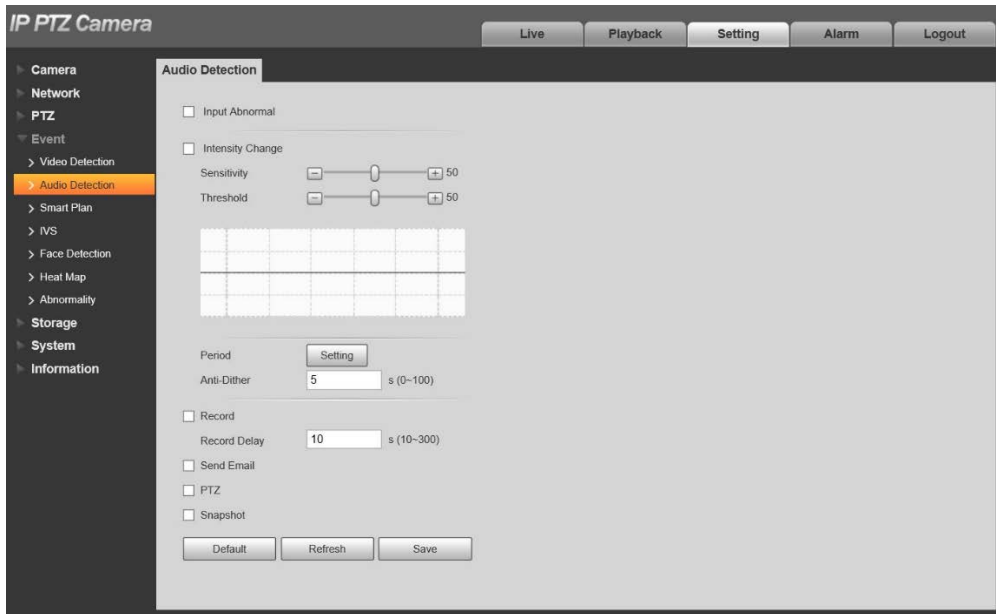 IP PTZ Camera
Live Playback Setting Alarm Logout
Camera
Network
PTZ
Event
Video Detection
Audio Detection
Smart Plan
IVS
Face Detection
Heat Map
Abnormality
Storage
System
Information
Audio Detection
Input Abnormal
Intensity Change
Sensitivity 50
Threshold 50
Period Setting
Anti-Dither 5 s (0~100)
Record
Record Delay 10 s (10~300)
Send Email
PTZ
Snapshot
Default Refresh Save